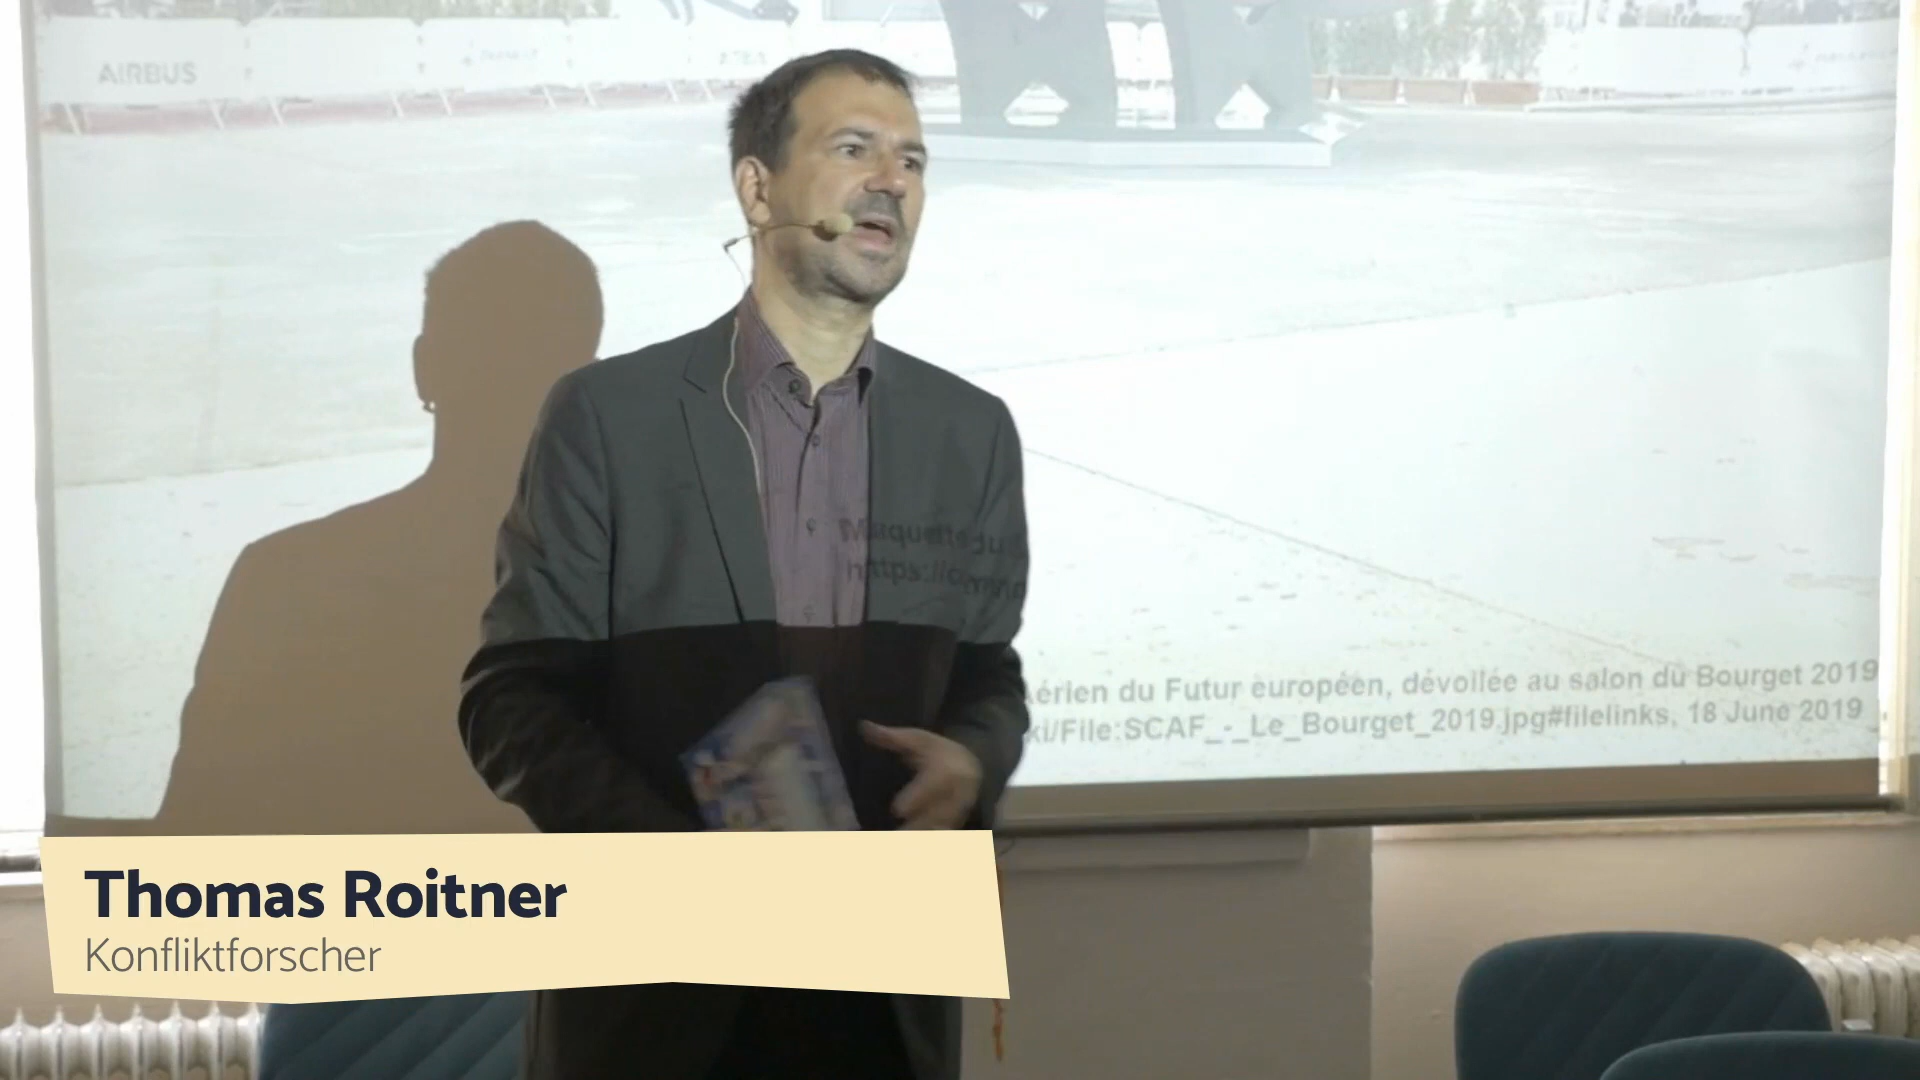 AIRBUS
Maquette du
https://
Aérien du Futur européen, dévoilée au salon du Bourget 2019
ki/File:SCAF_-_Le_Bourget_2019.jpg#filelinks, 18 June 2019
Thomas Roitner
Konfliktforscher